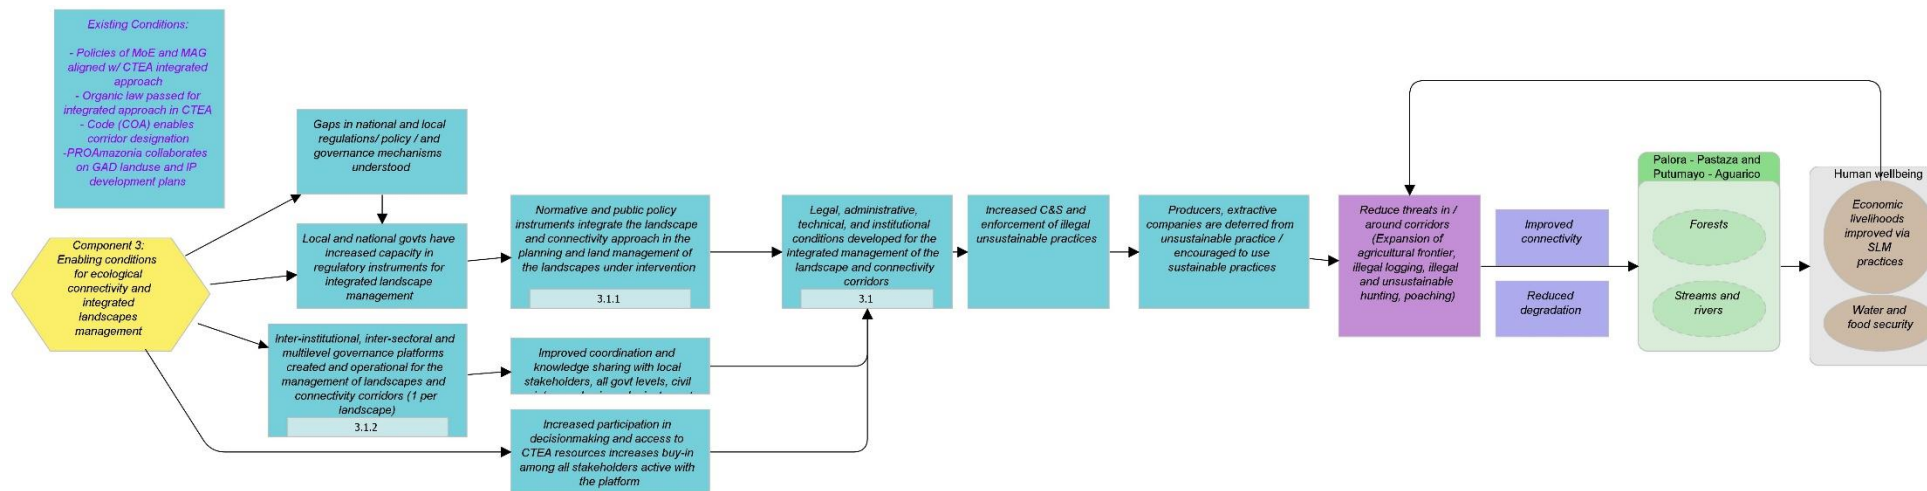 Existing Conditions:
- Policies of MoE and MAG
aligned w/ CTEA integrated
approach
- Organic law passed for
integrated approach in CTEA
- Code (COA) enables
corridor designation
-PROAmazonia collaborates
on GAD landuse and IP
development plans
Component 3:
Enabling conditions
for ecological
connectivity and
integrated
landscapes
management
Gaps in national and local
regulations/ policy / and
governance mechanisms
understood
Local and national govts have
increased capacity in
regulatory instruments for
integrated landscape
management
Inter-institutional, inter-sectoral and
multilevel governance platforms
created and operational for the
management of landscapes and
connectivity corridors (1 per
landscape)
3.1.2
Normative and public policy
instruments integrate the landscape
and connectivity approach in the
planning and land management
of the landscapes under intervention
3.1.1
Improved coordination and
knowledge sharing with local
stakeholders, all govt levels, civil
Increased participation in
decisionmaking and access to
CTEA resources increases buy-in
among all stakeholders active with
the platform
Legal, administrative,
technical, and institutional
conditions developed for the
integrated management of the
landscape and connectivity
corridors
3.1
Increased C&S and
enforcement of illegal
unsustainable practices
Producers, extractive
companies are deterred from
unsustainable practice /
encouraged to use
sustainable practices
Reduce threats in /
around corridors
(Expansion of
agricultural frontier,
illegal logging, illegal
and unsustainable
hunting, poaching)
Improved
connectivity
Reduced
degradation
Palora - Pastaza and
Putumayo - Aguarico
Forests
Streams and
rivers
Human wellbeing
Economic
livelihoods
improved via
SLM
practices
Water and
food security